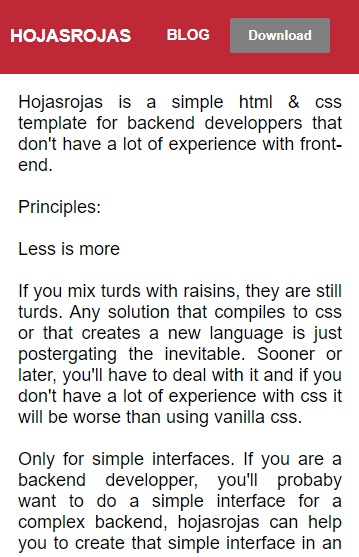 HOJASROJAS BLOG Download
Hojasrojas is a simple html & css
template for backend developpers that
don't have a lot of experience with front-
end.
Principles:
Less is more
If you mix turds with raisins, they are still
turds. Any solution that compiles to css
or that creates a new language is just
postergating the inevitable. Sooner or
later, you'll have to deal with it and if you
don't have a lot of experience with css it
will be worse than using vanilla css.
Only for simple interfaces. If you are a
backend developper, you'll probaby
want to do a simple interface for a
complex backend, hojasrojas can help
you to create that simple interface in an